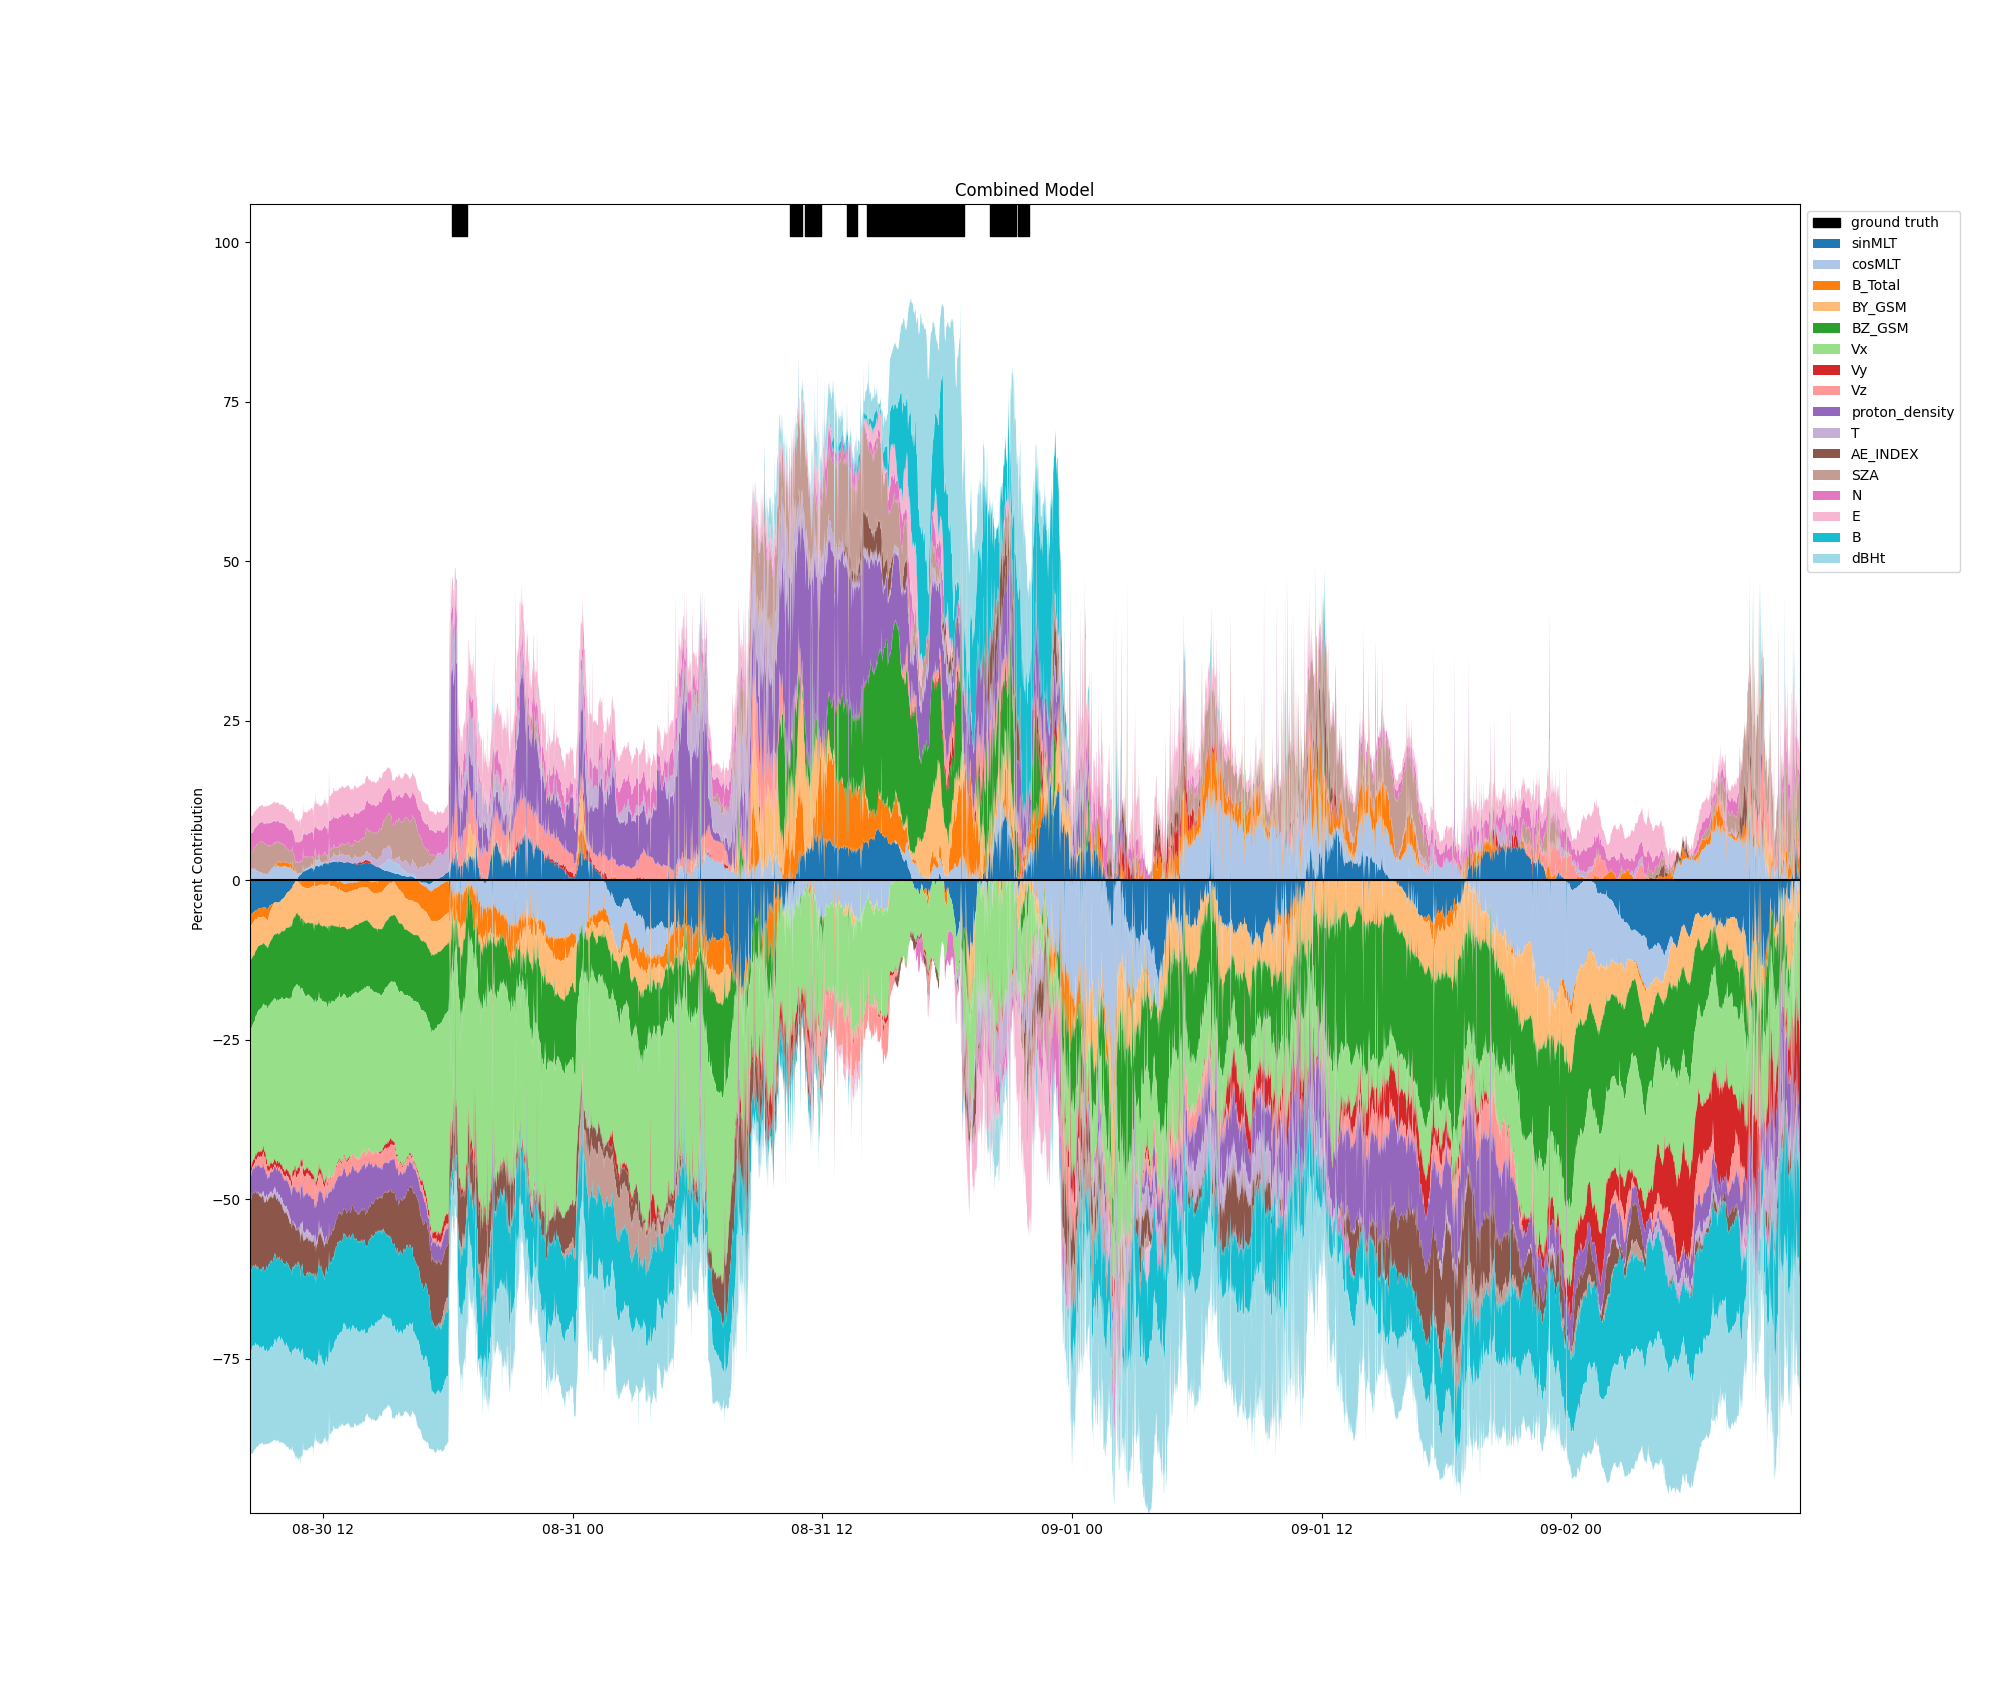 Combined Model
100
75
50
25
0
−25
−50
−75
Percent Contribution
08-30 12
08-31 00
08-31 12
09-01 00
09-01 12
09-02 00
ground truth
sinMLT
cosMLT
B_Total
BY_GSM
BZ_GSM
Vx
Vy
Vz
proton_density
T
AE_INDEX
SZA
N
E
B
dBHt